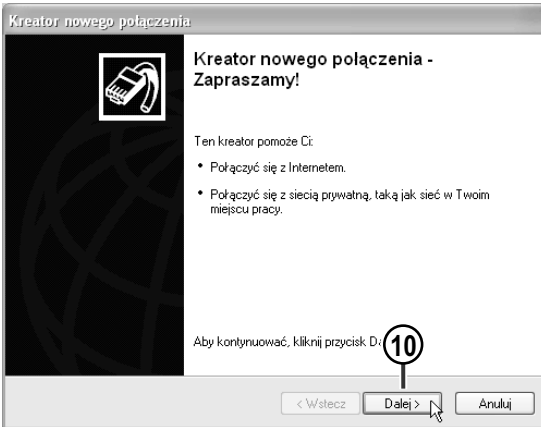 Kreator nowego połączenia
Kreator nowego połączenia -
Zapraszamy!
Ten kreator pomoże Ci:
• Połączyć się z Internetem.
• Połączyć się z siecią prywatną, taką jak sieć w Twoim
miejscu pracy.
Aby kontynuować, kliknij przycisk
10
< Wstecz Dalej > Anuluj